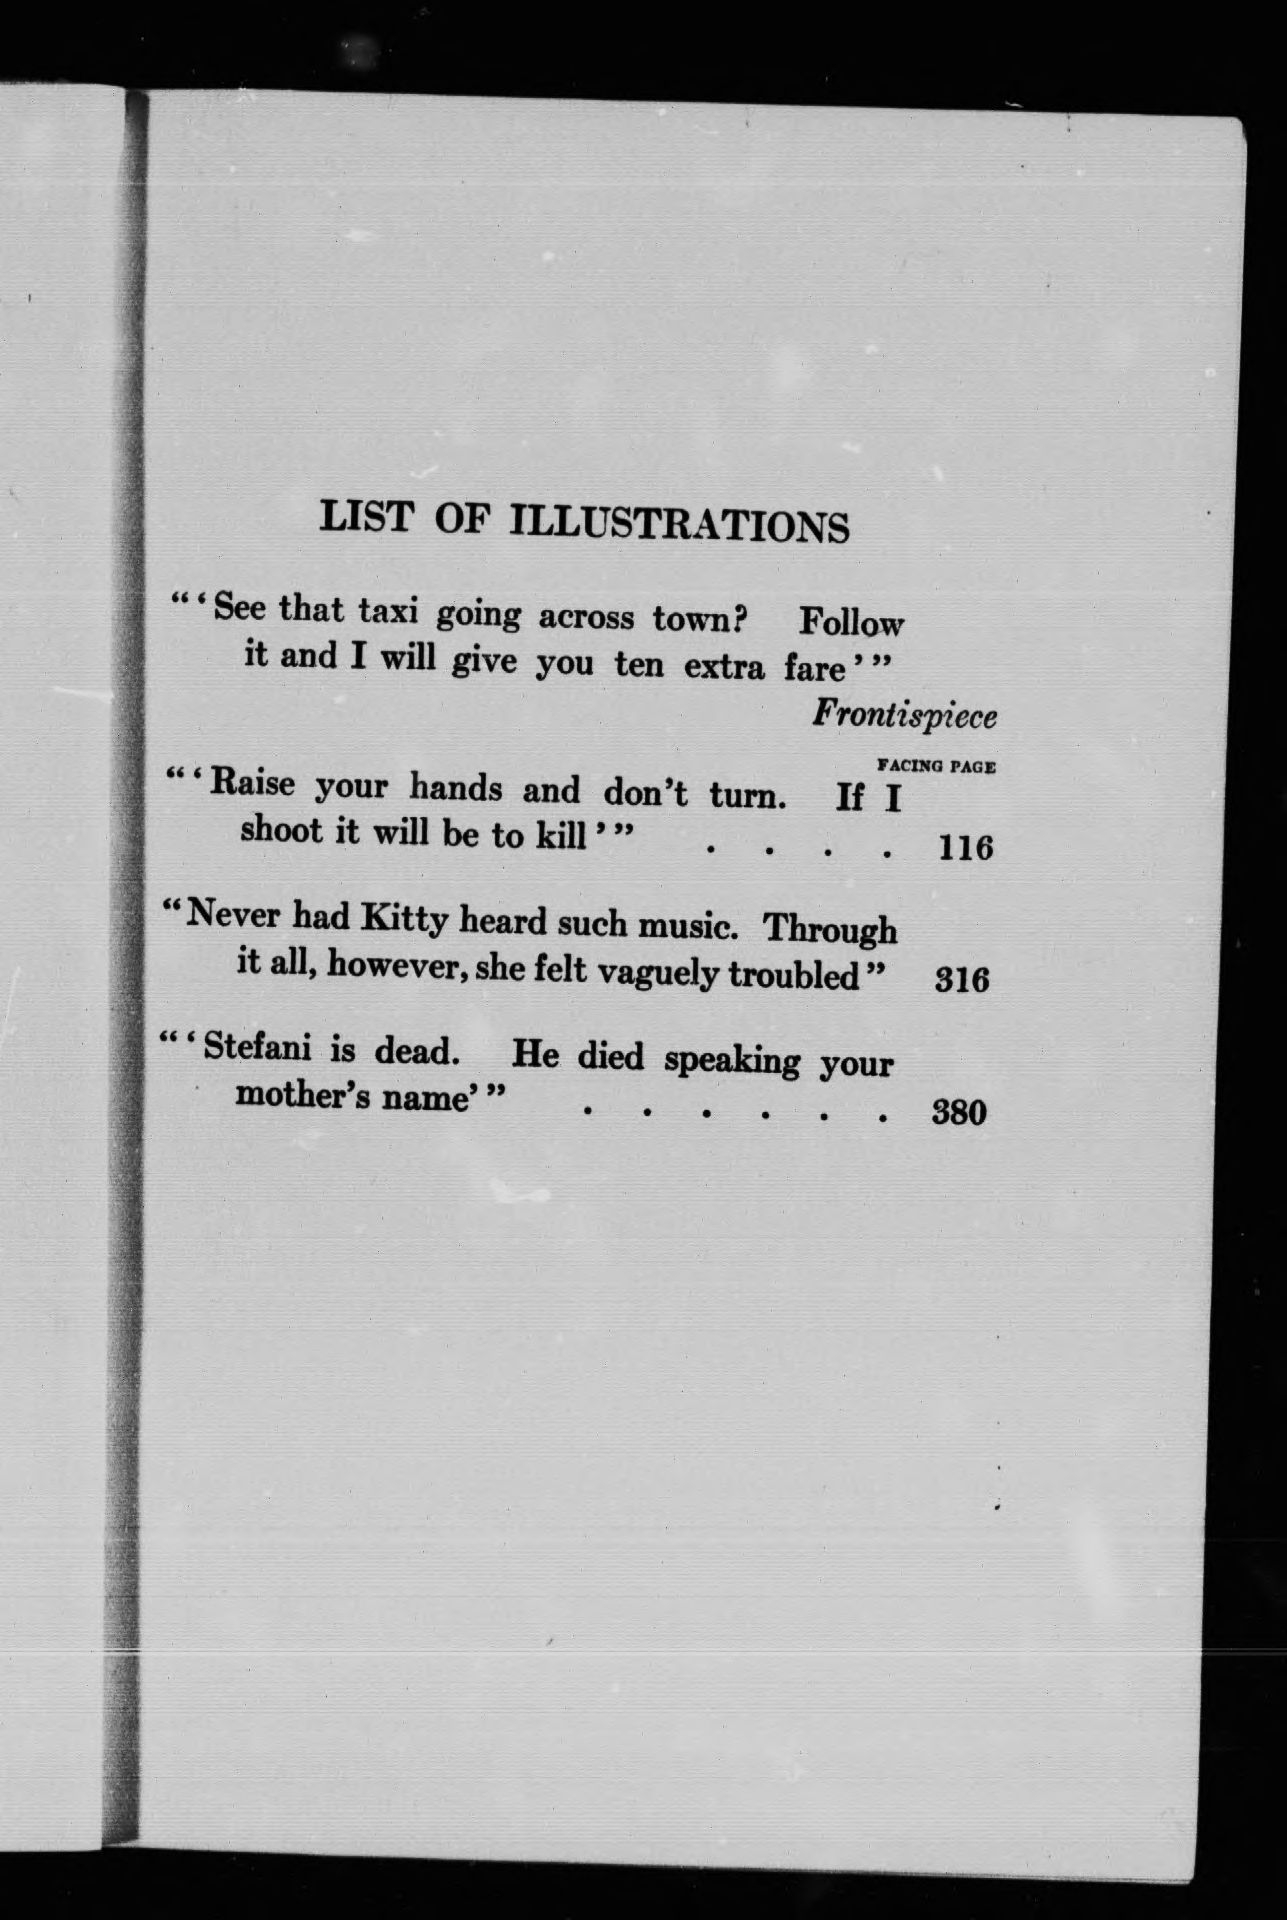 LIST OF ILLUSTRATIONS
“‘See that taxi going across town? Follow
it and I will give you ten extra fare’”
Frontispiece
FACING PAGE
“‘Raise your hands and don’t turn. If I
shoot it will be to kill’” . . . . 116
“Never had Kitty heard such music. Through
it all, however, she felt vaguely troubled” 316
“‘Stefani is dead. He died speaking your
mother’s name’” . . . . . . 380